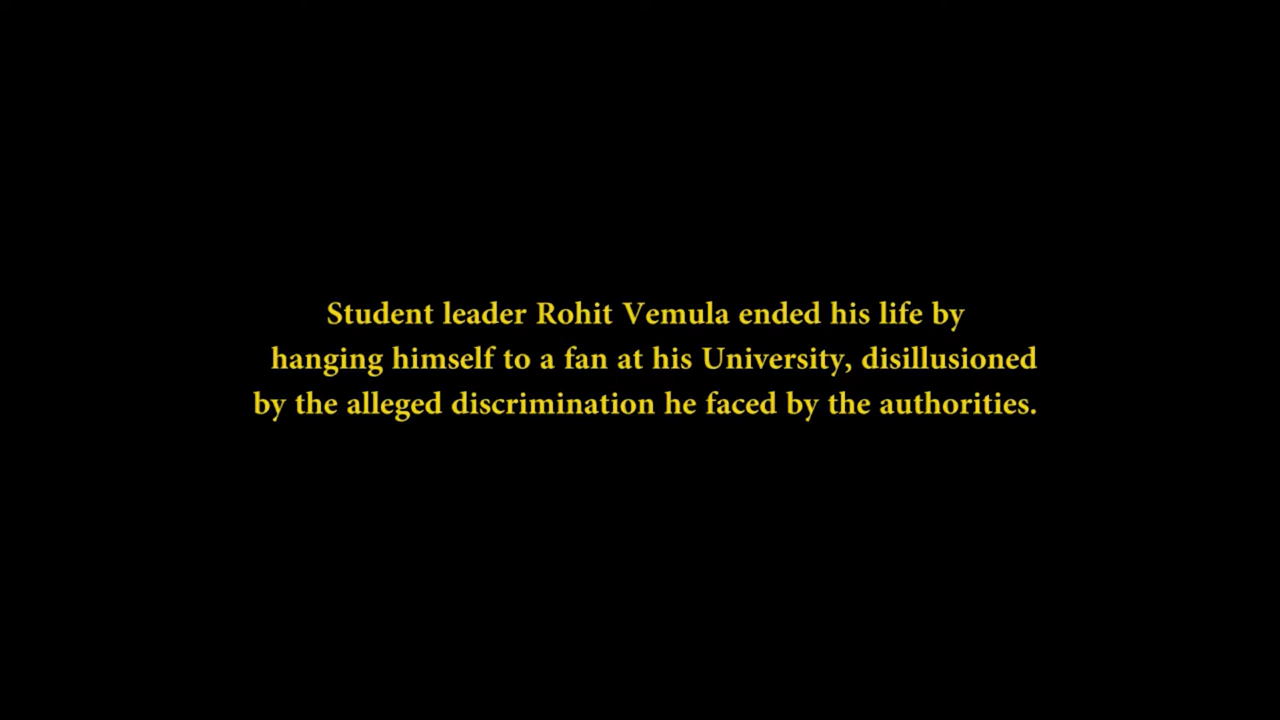 Student leader Rohit Vemula ended his life by
hanging himself to a fan at his University, disillusioned
by the alleged discrimination he faced by the authorities.